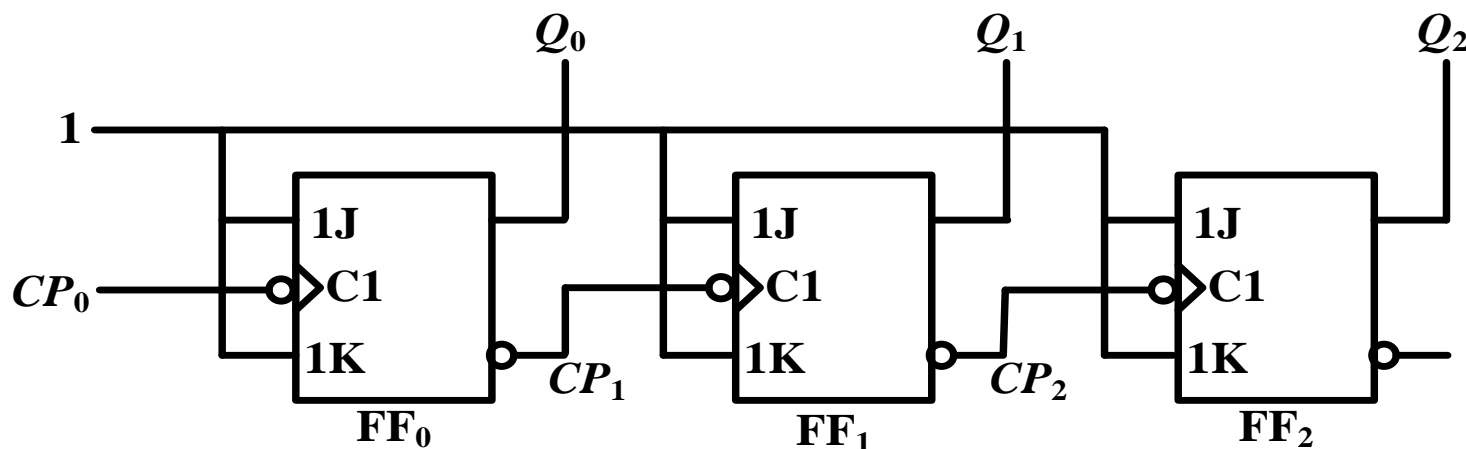 Q₀ Q₁ Q₂
1
1J 1J 1J
CP₀ C1 C1 C1
1K CP₁ 1K CP₂ 1K
FF₀ FF₁ FF₂